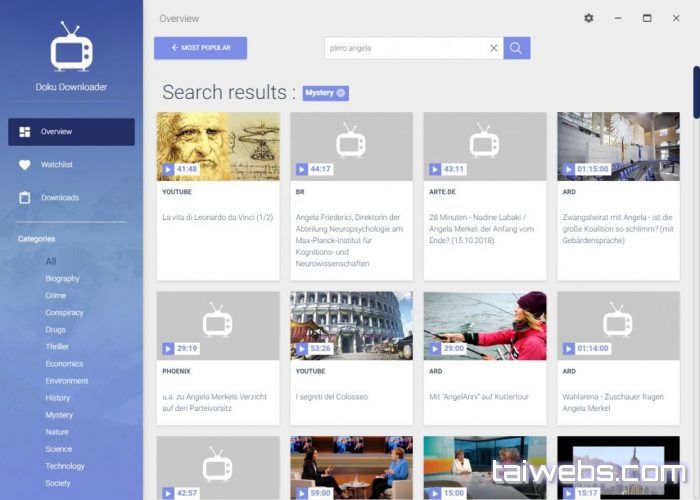 Overview
MOST POPULAR
piero angela
Doku Downloader
Overview
Watchlist
Downloads
Categories
All
Biography
Crime
Conspiracy
Drugs
Thriller
Economics
Environment
History
Mystery
Nature
Science
Technology
Society
Search results :
Mystery
41:48
YOUTUBE
La vita di Leonardo da Vinci (1/2)
44:17
BR
Angela Friederici, Direktorin der
Abteilung Neuropsychologie am
Max-Planck-Institut für
Kognitions- und
Neurowissenschaften
43:11
ARTE.DE
28 Minuten - Nadine Labaki /
Angela Merkel: der Anfang vom
Ende? (15.10.2018)
01:15:00
ARD
Zwangsheirat mit Angela - ist die
große Koalition so schlimm? (mit
Gebärdensprache)
29:19
PHOENIX
u.a. zu Angela Merkels Verzicht
auf den Parteivorsitz
53:26
YOUTUBE
I segreti del Colosseo
29:00
ARD
Mit "AngelAnni" auf Kuttertour
01:14:00
ARD
Wahlarena - Zuschauer fragen
Angela Merkel
42:57
59:00
15:15
15:17
taiwebs.com